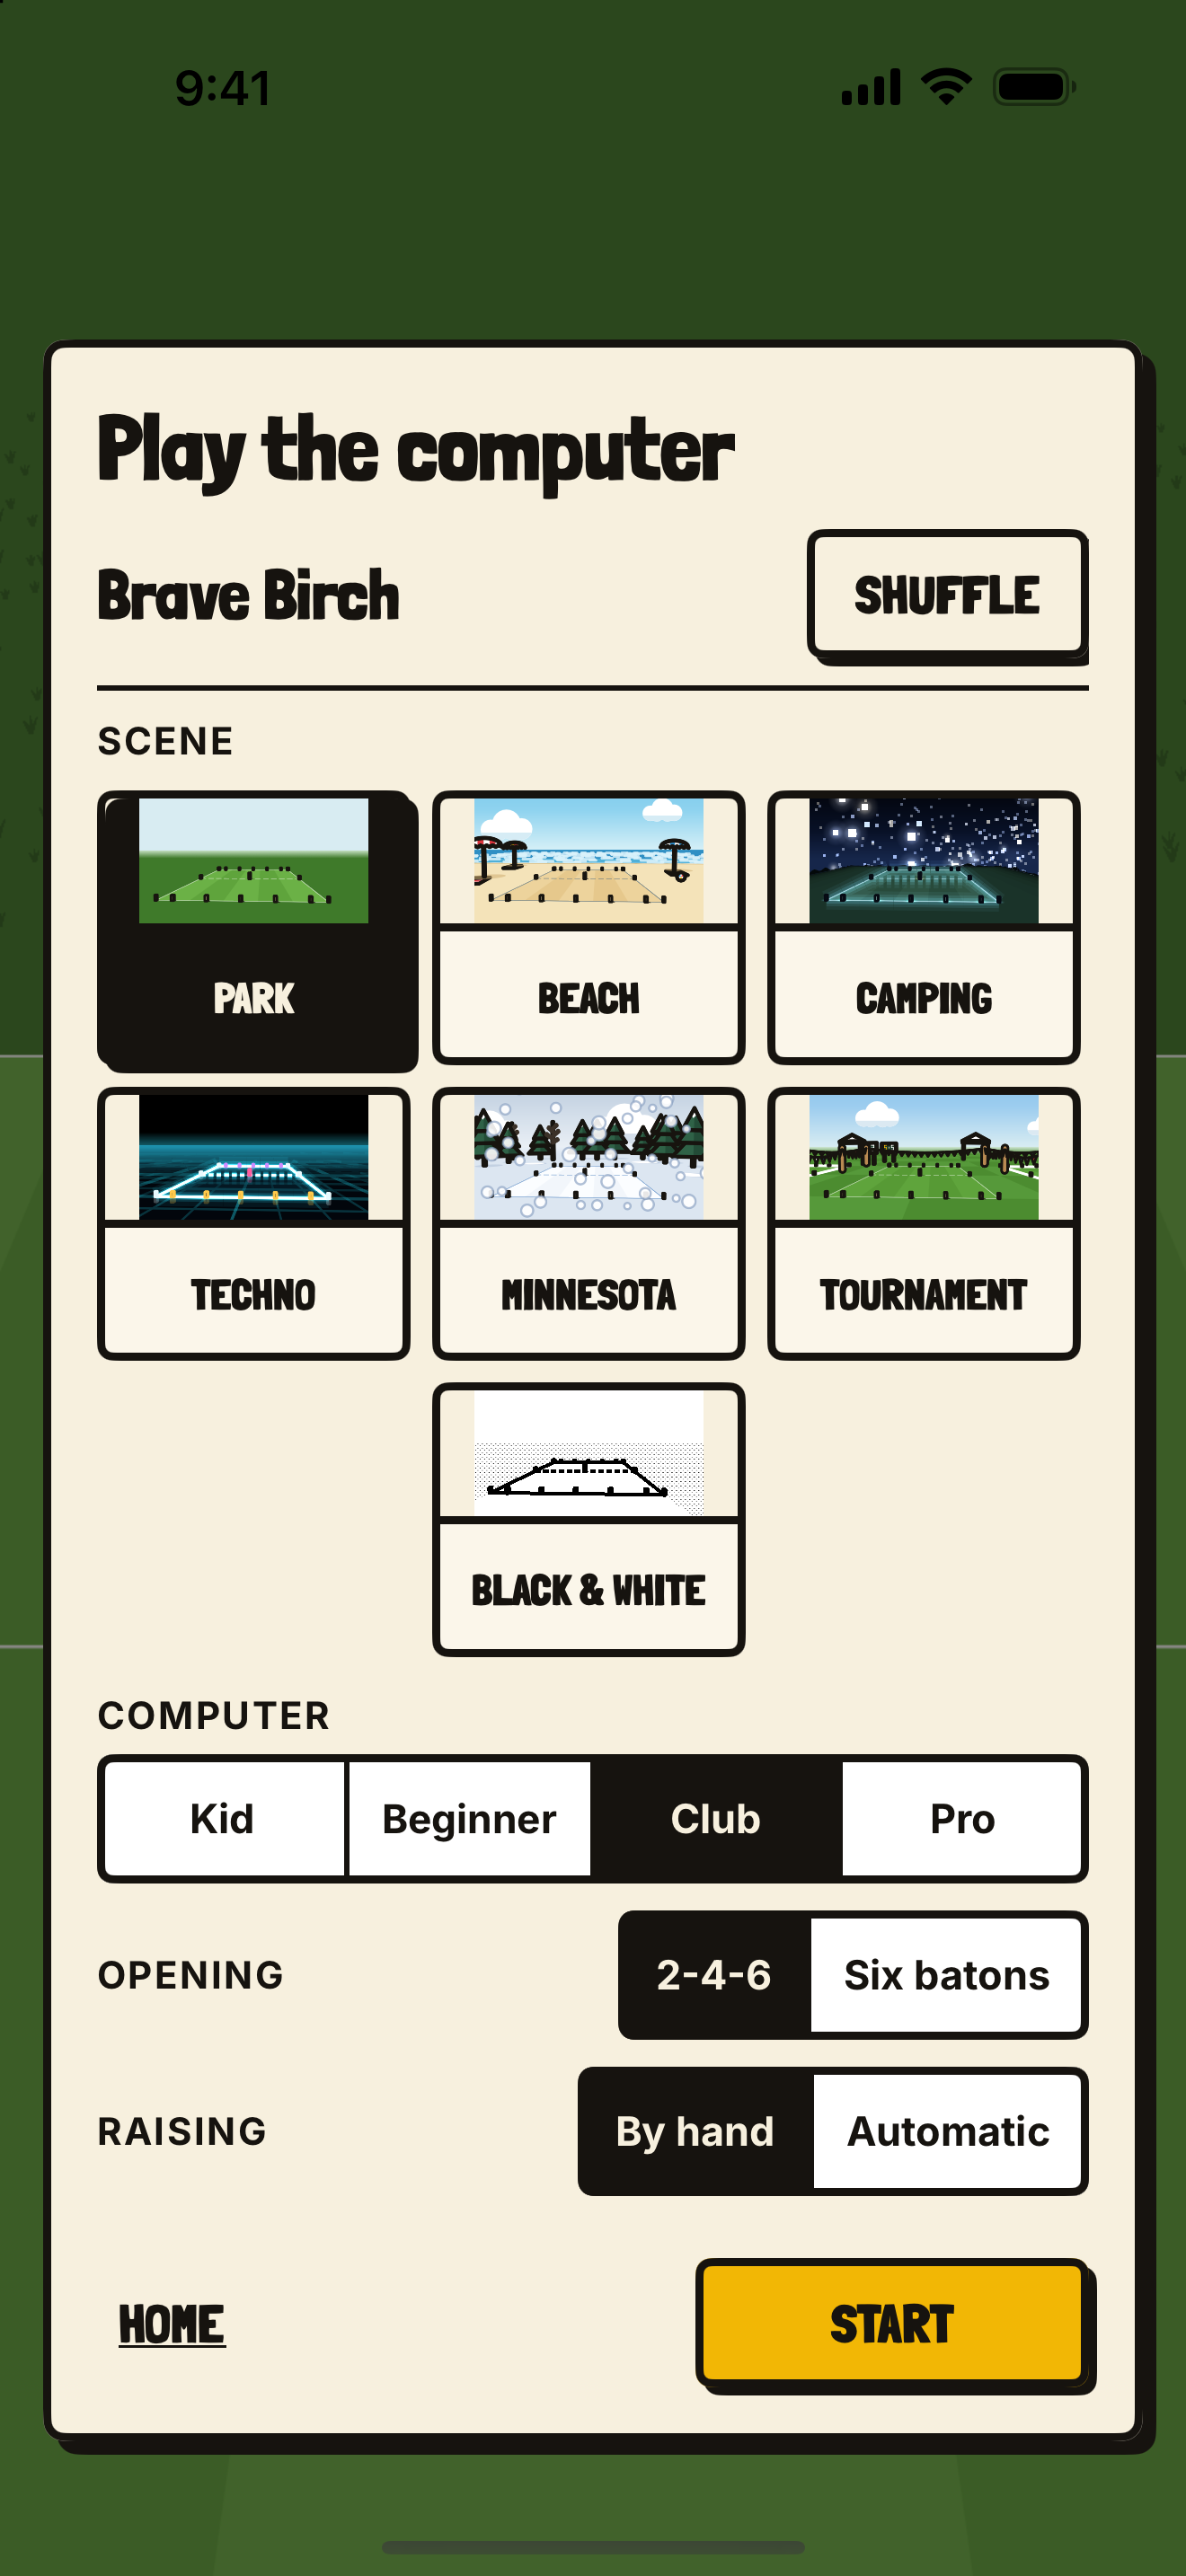 9:41
Play the computer
Brave Birch
SHUFFLE
SCENE
PARK
BEACH
CAMPING
TECHNO
MINNESOTA
TOURNAMENT
BLACK & WHITE
COMPUTER
Kid
Beginner
Club
Pro
OPENING
2-4-6
Six batons
RAISING
By hand
Automatic
HOME
START